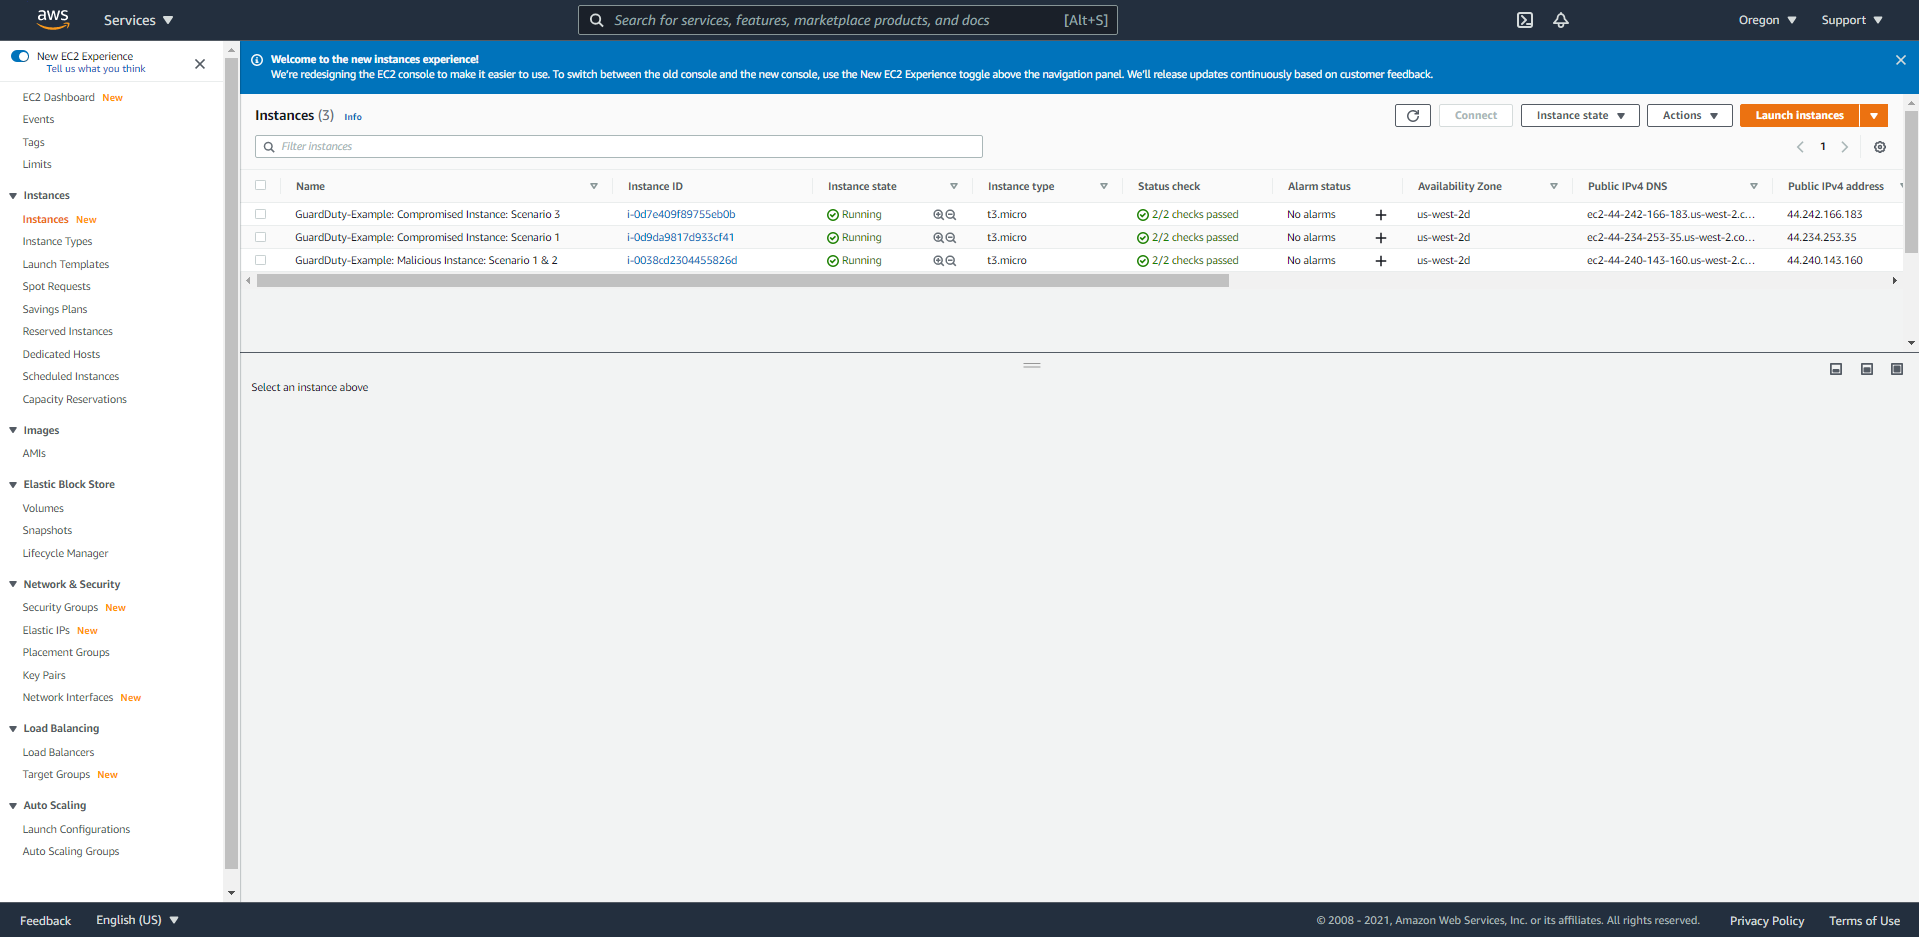 aws
Services
Search for services, features, marketplace products, and docs
[Alt+S]
Oregon
Support
New EC2 Experience
Tell us what you think
EC2 Dashboard New
Events
Tags
Limits
Instances
Instances New
Instance Types
Launch Templates
Spot Requests
Savings Plans
Reserved Instances
Dedicated Hosts
Scheduled Instances
Capacity Reservations
Images
AMIs
Elastic Block Store
Volumes
Snapshots
Lifecycle Manager
Network & Security
Security Groups New
Elastic IPs New
Placement Groups
Key Pairs
Network Interfaces New
Load Balancing
Load Balancers
Target Groups New
Auto Scaling
Launch Configurations
Auto Scaling Groups
Welcome to the new instances experience!
We're redesigning the EC2 console to make it easier to use. To switch between the old console and the new console, use the New EC2 Experience toggle above the navigation panel. We'll release updates continuously based on customer feedback.
Instances (3) Info
Connect
Instance state
Actions
Launch instances
Filter instances
1
Name Instance ID Instance state Instance type Status check Alarm status Availability Zone Public IPv4 DNS Public IPv4 address
GuardDuty-Example: Compromised Instance: Scenario 3 i-0d7e409f89755eb0b Running t3.micro 2/2 checks passed No alarms + us-west-2d ec2-44-242-166-183.us-west-2.c... 44.242.166.183
GuardDuty-Example: Compromised Instance: Scenario 1 i-0d9da9817d933cf41 Running t3.micro 2/2 checks passed No alarms + us-west-2d ec2-44-234-253-35.us-west-2.co... 44.234.253.35
GuardDuty-Example: Malicious Instance: Scenario 1 & 2 i-0038cd2304455826d Running t3.micro 2/2 checks passed No alarms + us-west-2d ec2-44-240-143-160.us-west-2.c... 44.240.143.160
Select an instance above
Feedback
English (US)
© 2008 - 2021, Amazon Web Services, Inc. or its affiliates. All rights reserved.
Privacy Policy
Terms of Use